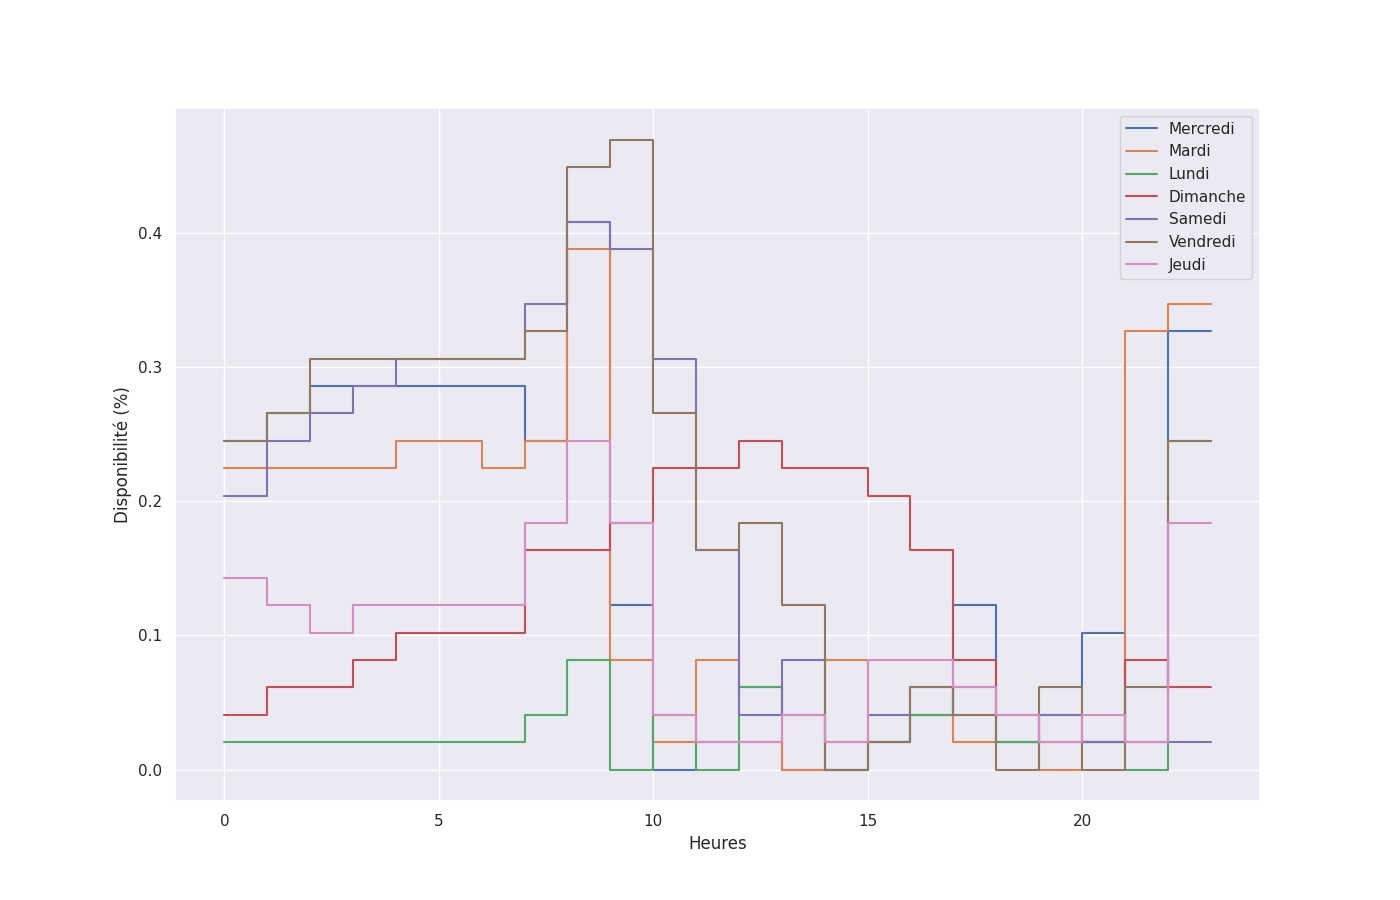 Mercredi
Mardi
Lundi
Dimanche
Samedi
Vendredi
Jeudi
0.4
0.3
0.2
0.1
0.0
Disponibilité (%)
0 5 10 15 20
Heures